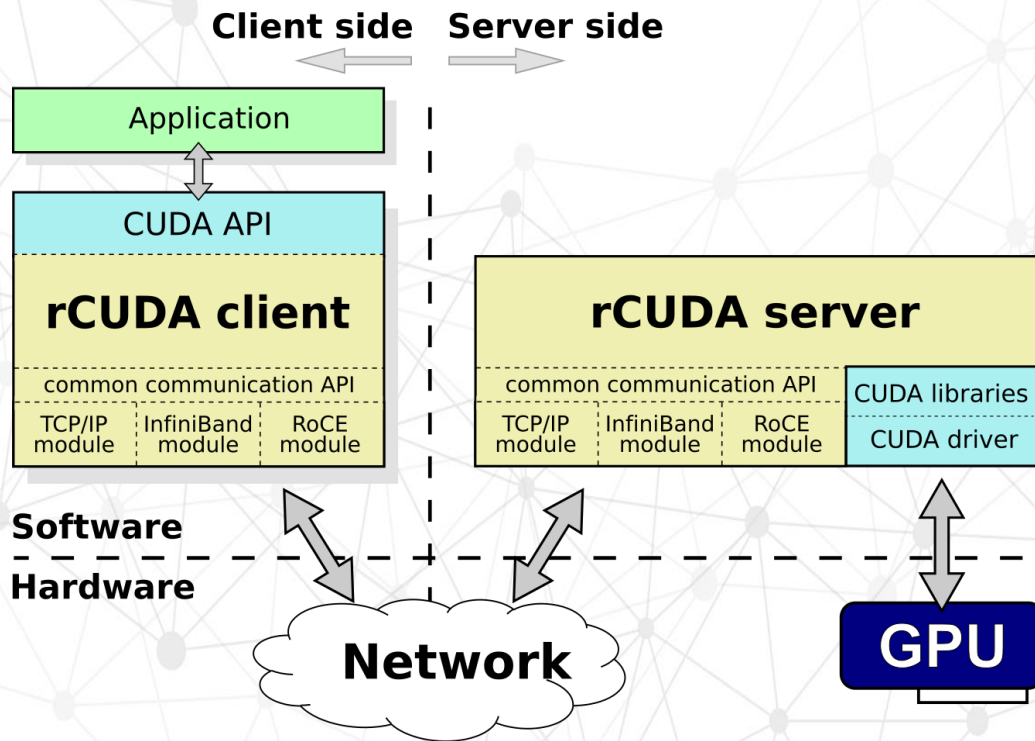 Client side
Server side
Application
CUDA API
rCUDA client
common communication API
TCP/IP
module
InfiniBand
module
RoCE
module
rCUDA server
common communication API
TCP/IP
module
InfiniBand
module
RoCE
module
CUDA libraries
CUDA driver
Software
Hardware
Network
GPU